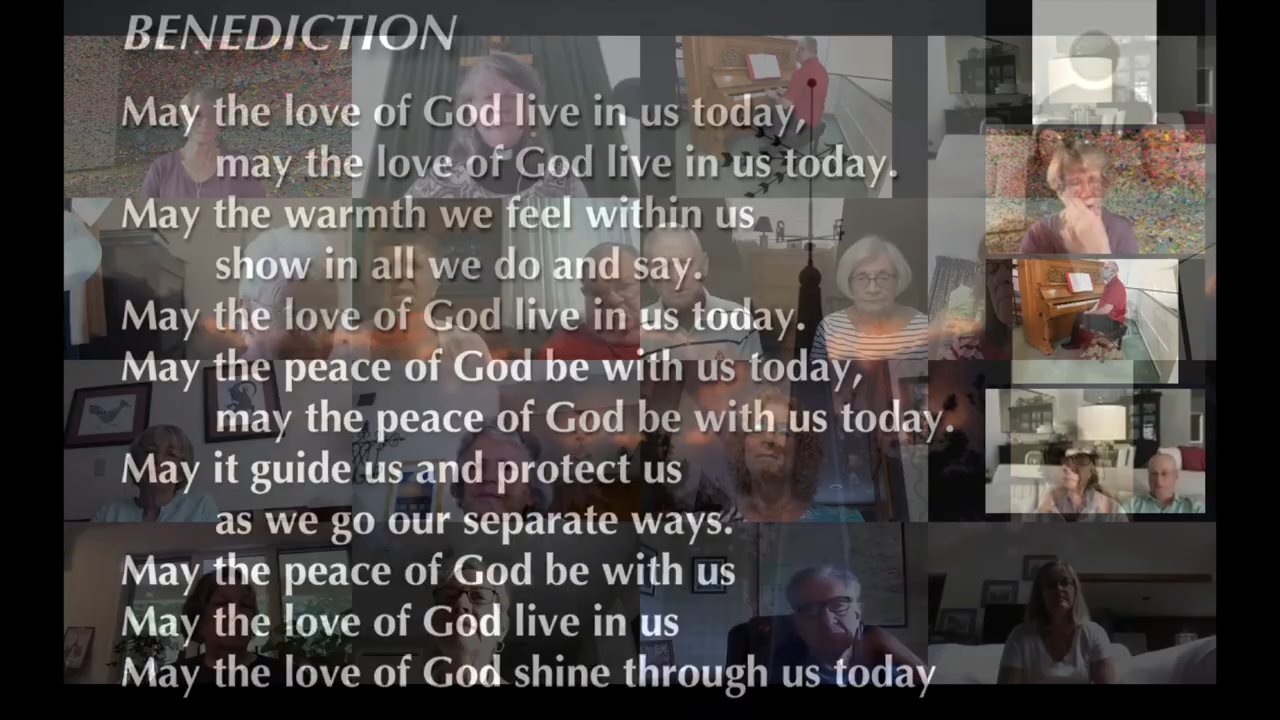 BENEDICTION
May the love of God live in us today,
may the love of God live in us today.
May the warmth we feel within us
show in all we do and say.
May the love of God live in us today.
May the peace of God be with us today,
may the peace of God be with us today.
May it guide us and protect us
as we go our separate ways.
May the peace of God be with us
May the love of God live in us
May the love of God shine through us today